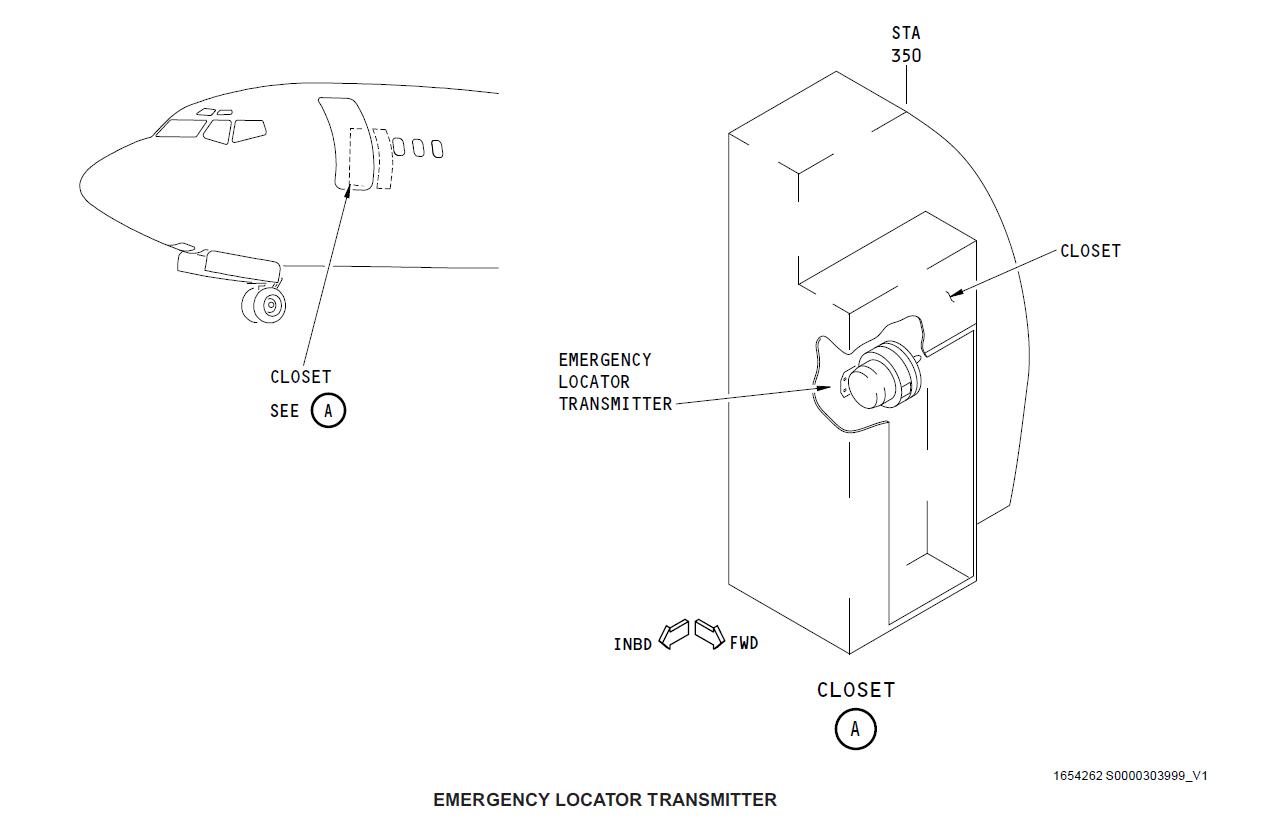 STA
350
CLOSET
EMERGENCY
LOCATOR
TRANSMITTER
CLOSET
SEE A
INBD FWD
CLOSET
A
1654262 S0000303999_V1
EMERGENCY LOCATOR TRANSMITTER